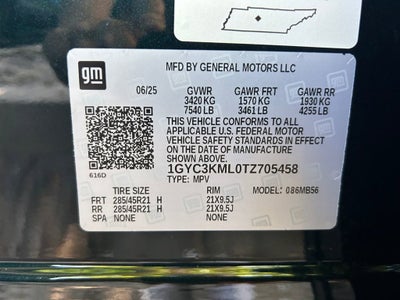 gm
MFD BY GENERAL MOTORS LLC
06/25 GVWR GAWR FRT GAWR RR
3420 KG 1570 KG 1930 KG
7540 LB 3461 LB 4255 LB
THIS VEHICLE CONFORMS TO ALL
APPLICABLE U.S. FEDERAL MOTOR
VEHICLE SAFETY STANDARDS IN EFFECT
ON THE DATE OF MANUFACTURE
SHOWN ABOVE.
1GYC3KML0TZ705458
616D TYPE: MPV
TIRE SIZE RIM MODEL: 086MB56
FRT 285/45R21 H 21X9.5J
RR 285/45R21 H 21X9.5J
SPA NONE NONE